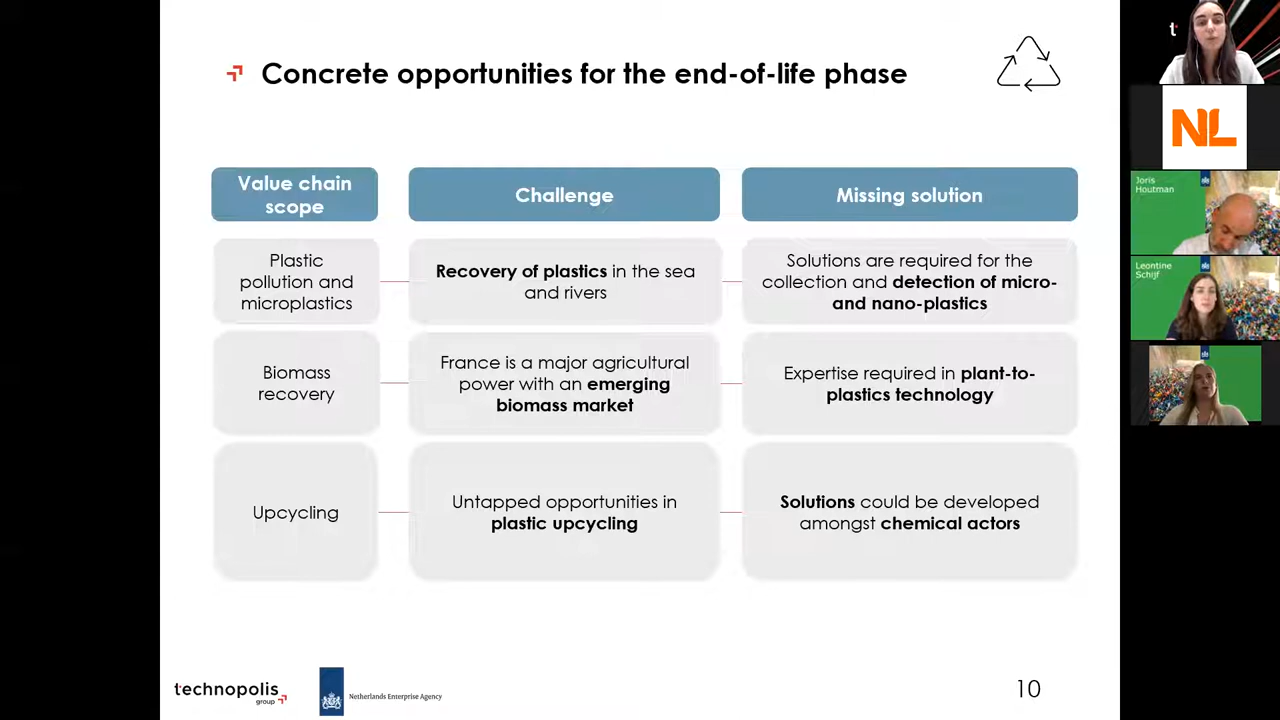 Concrete opportunities for the end-of-life phase
Value chain
scope
Challenge
Missing solution
Plastic
pollution and
microplastics
Recovery of plastics in the sea
and rivers
Solutions are required for the
collection and detection of micro-
and nano-plastics
Biomass
recovery
France is a major agricultural
power with an emerging
biomass market
Expertise required in plant-to-
plastics technology
Upcycling
Untapped opportunities in
plastic upcycling
Solutions could be developed
amongst chemical actors
technopolis
group
Netherlands Enterprise Agency
10
t
NL
Joris
Houtman
Leontine
Schijf